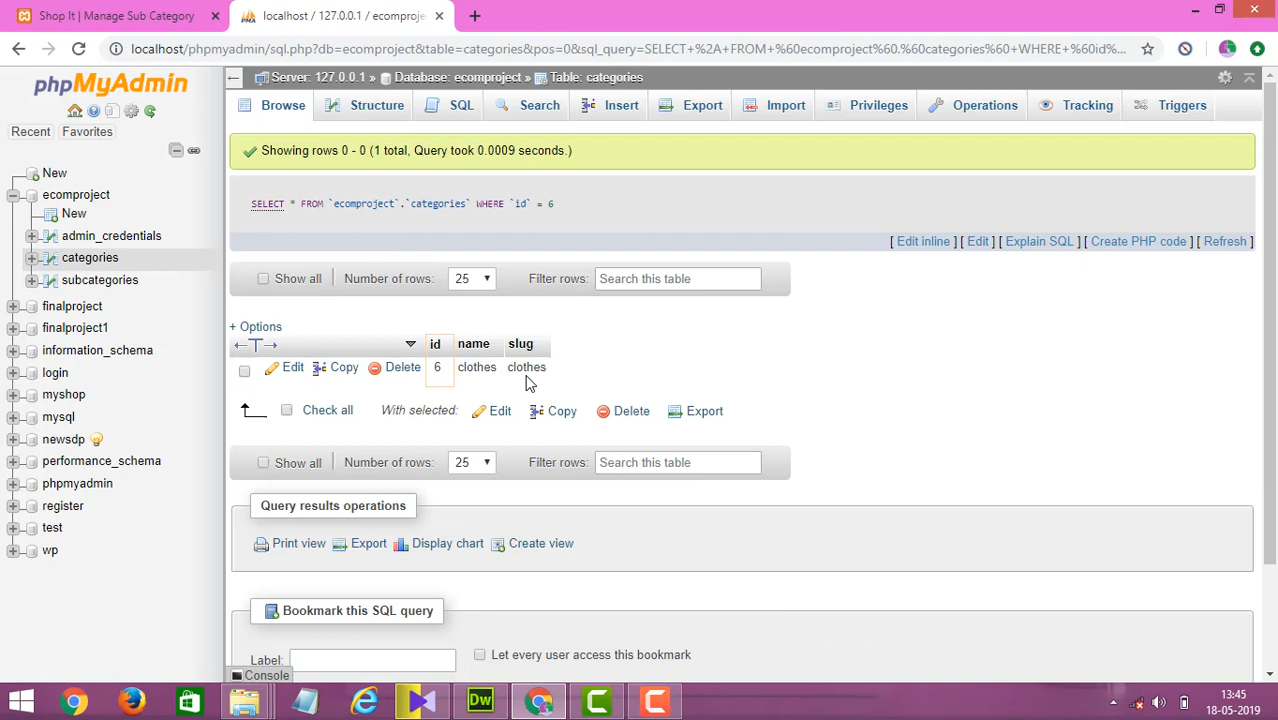 Shop It | Manage Sub Category
localhost / 127.0.0.1 / ecomproje
localhost/phpmyadmin/sql.php?db=ecomproject&table=categories&pos=0&sql_query=SELECT+%2A+FROM+%60ecomproject%60.%60categories%60+WHERE+%60id%...
phpMyAdmin
Recent Favorites
New
ecomproject
New
admin_credentials
categories
subcategories
finalproject
finalproject1
information_schema
login
myshop
mysql
newsdp
performance_schema
phpmyadmin
register
test
wp
Server: 127.0.0.1 » Database: ecomproject » Table: categories
Browse Structure SQL Search Insert Export Import Privileges Operations Tracking Triggers
Showing rows 0 - 0 (1 total, Query took 0.0009 seconds.)
SELECT * FROM `ecomproject`.`categories` WHERE `id` = 6
[ Edit inline ] [ Edit ] [ Explain SQL ] [ Create PHP code ] [ Refresh ]
Show all Number of rows: 25 Filter rows: Search this table
+ Options
←T→ id name slug
Edit Copy Delete 6 clothes clothes
Check all With selected: Edit Copy Delete Export
Show all Number of rows: 25 Filter rows: Search this table
Query results operations
Print view Export Display chart Create view
Bookmark this SQL query
Label: Let every user access this bookmark
Console
13:45
18-05-2019